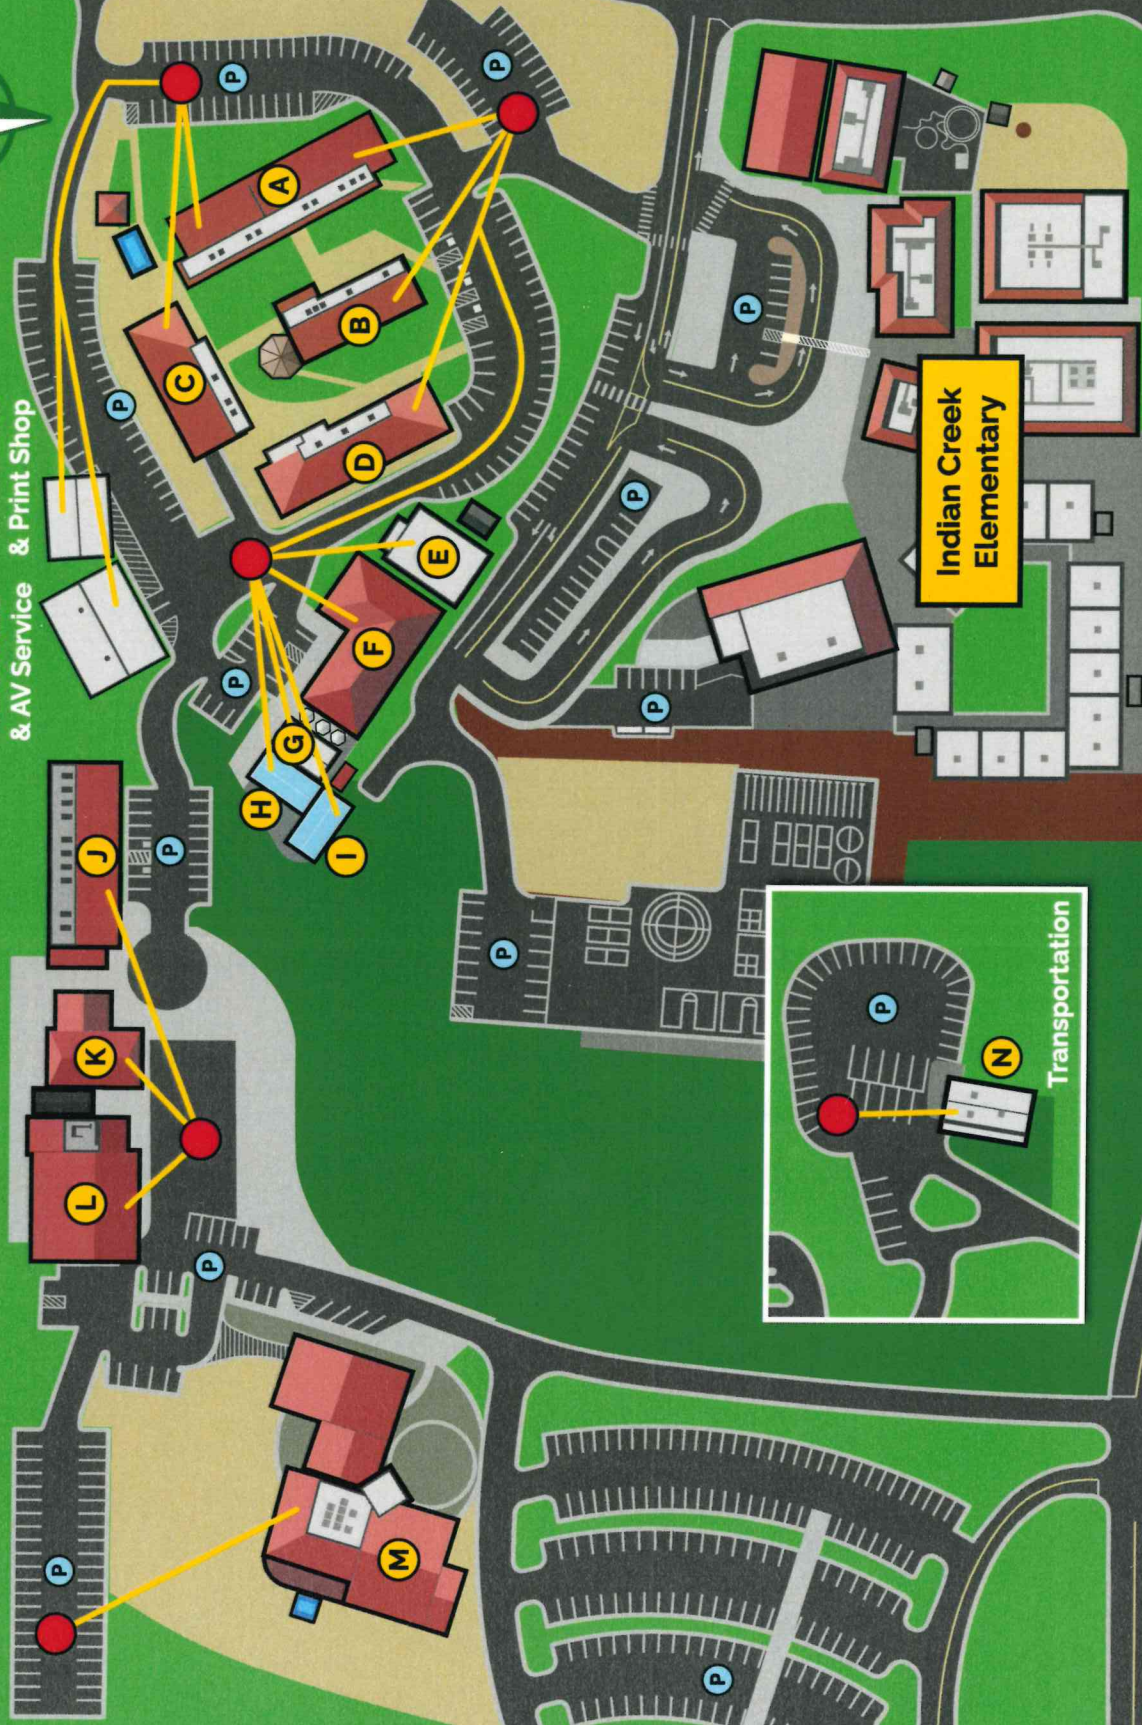 & AV Service & Print Shop
P
L
K
J
P
P
C
P
P
P
H
A
G
I
B
D
F
M
E
P
P
P
P
P
P
P
Indian Creek
Elementary
N
Transportation